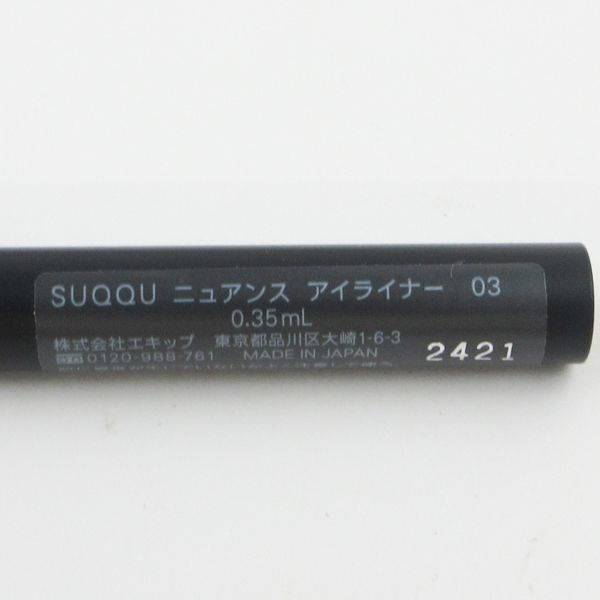 SUQQU ニュアンス アイライナー 03
0.35mL
株式会社エキップ 東京都品川区大崎1-6-3
0120-988-761 MADE IN JAPAN 2421